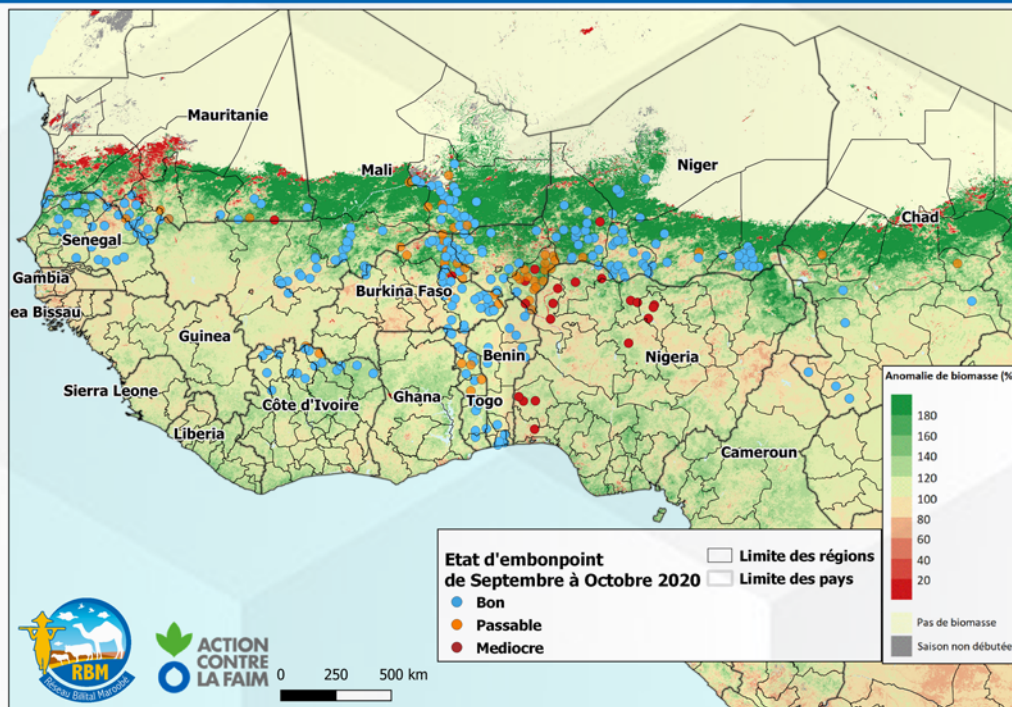 Mauritanie
Mali
Niger
Chad
Senegal
Gambia
ea Bissau
Burkina Faso
Guinea
Benin
Nigeria
Sierra Leone
Côte d'Ivoire
Ghana
Togo
Liberia
Cameroun
Anomalie de biomasse (%
180
160
140
120
100
80
60
40
20
Pas de biomasse
Saison non débutée
Etat d'embonpoint
de Septembre à Octobre 2020
Bon
Passable
Mediocre
Limite des régions
Limite des pays
RBM
Réseau Billital Maroobé
ACTION
CONTRE
LA FAIM
0 250 500 km